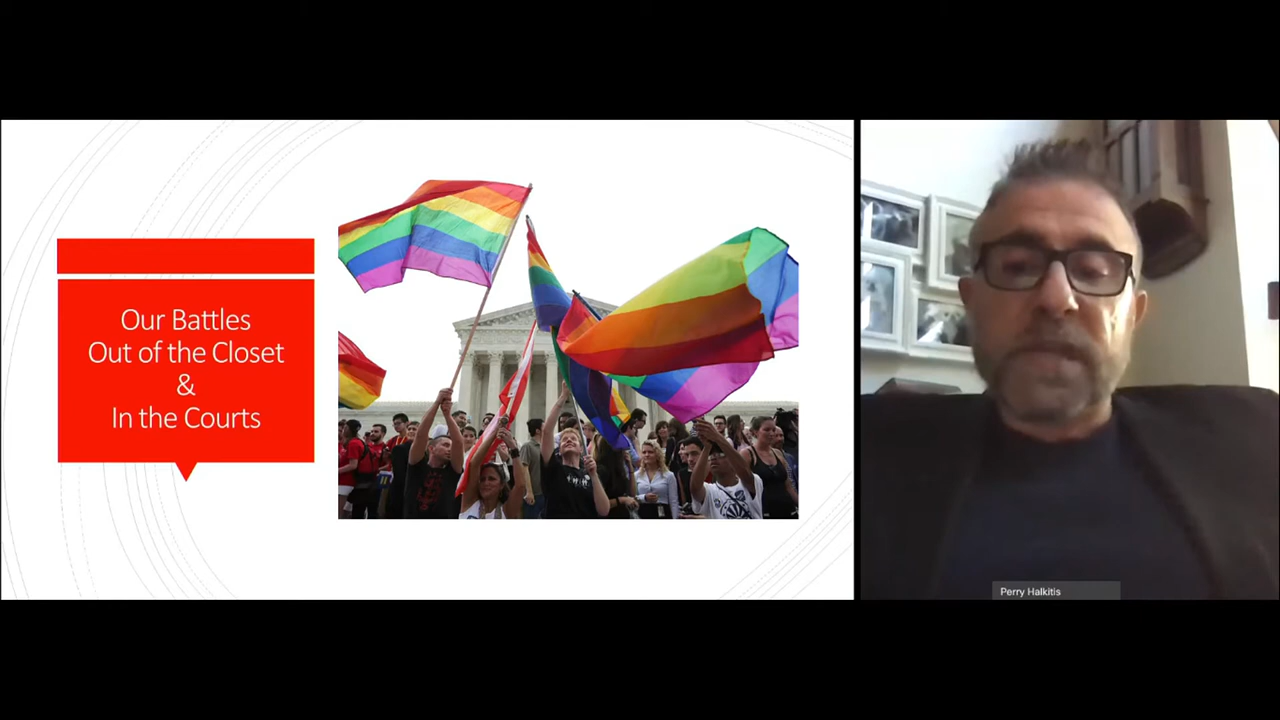 Our Battles
Out of the Closet
&
In the Courts
Perry Halkitis